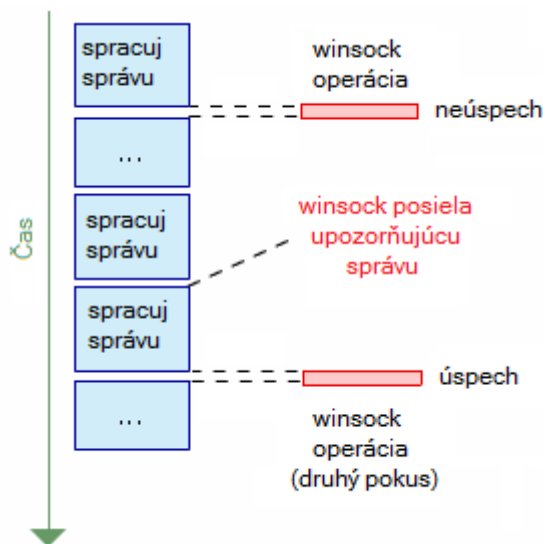 spracuj
správu
winsock
operácia
neúspech
...
Čas
spracuj
správu
winsock posiela
upozorňujúcu
správu
spracuj
správu
úspech
...
winsock
operácia
(druhý pokus)